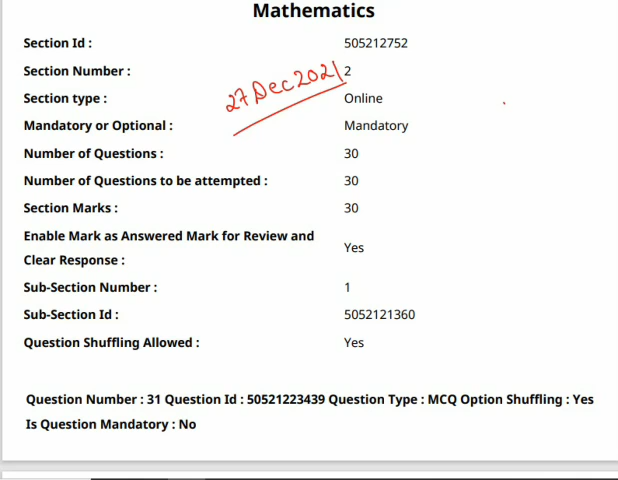 Mathematics
Section Id : 505212752
Section Number : 2
27 Dec 2021
Section type : Online
Mandatory or Optional : Mandatory
Number of Questions : 30
Number of Questions to be attempted : 30
Section Marks : 30
Enable Mark as Answered Mark for Review and
Clear Response : Yes
Sub-Section Number : 1
Sub-Section Id : 5052121360
Question Shuffling Allowed : Yes
Question Number : 31 Question Id : 50521223439 Question Type : MCQ Option Shuffling : Yes
Is Question Mandatory : No